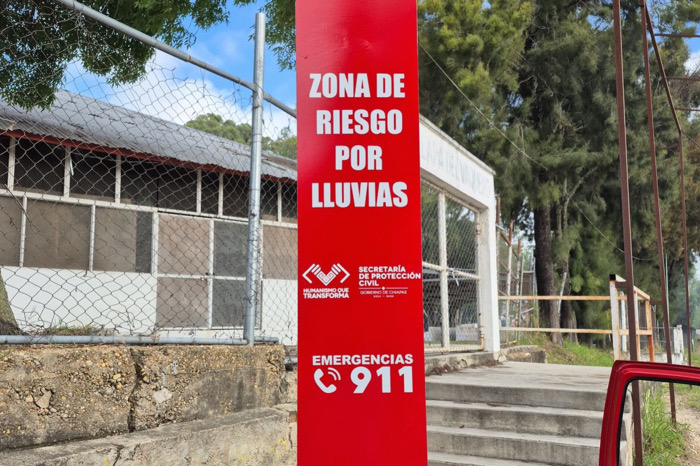 ZONA DE
RIESGO
POR
LLUVIAS
HUMANISMO QUE
TRANSFORMA
SECRETARÍA
DE PROTECCIÓN
CIVIL
GOBIERNO DE CHIAPAS
EMERGENCIAS
911